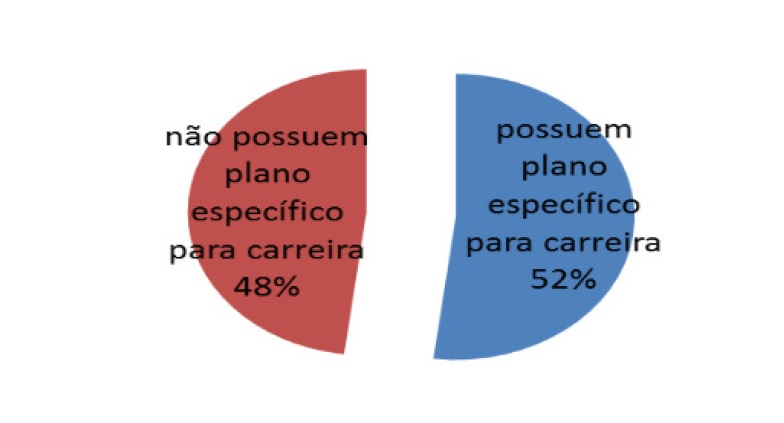 não possuem
plano
específico
para carreira
48%
possuem
plano
específico
para carreira
52%